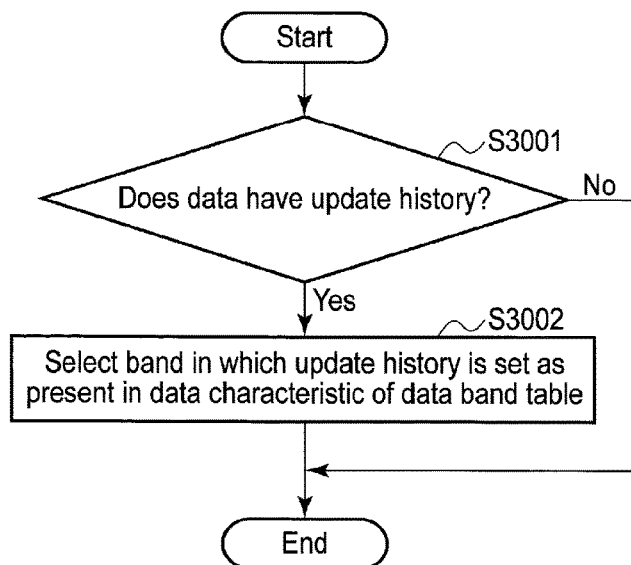 Start
S3001
Does data have update history?
No
Yes
S3002
Select band in which update history is set as
present in data characteristic of data band table
End